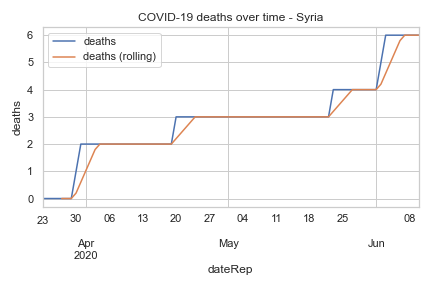 COVID-19 deaths over time - Syria
deaths
deaths (rolling)
6
5
4
3
2
1
0
deaths
23 30 06 13 20 27 04 11 18 25 08
Apr May Jun
2020
dateRep